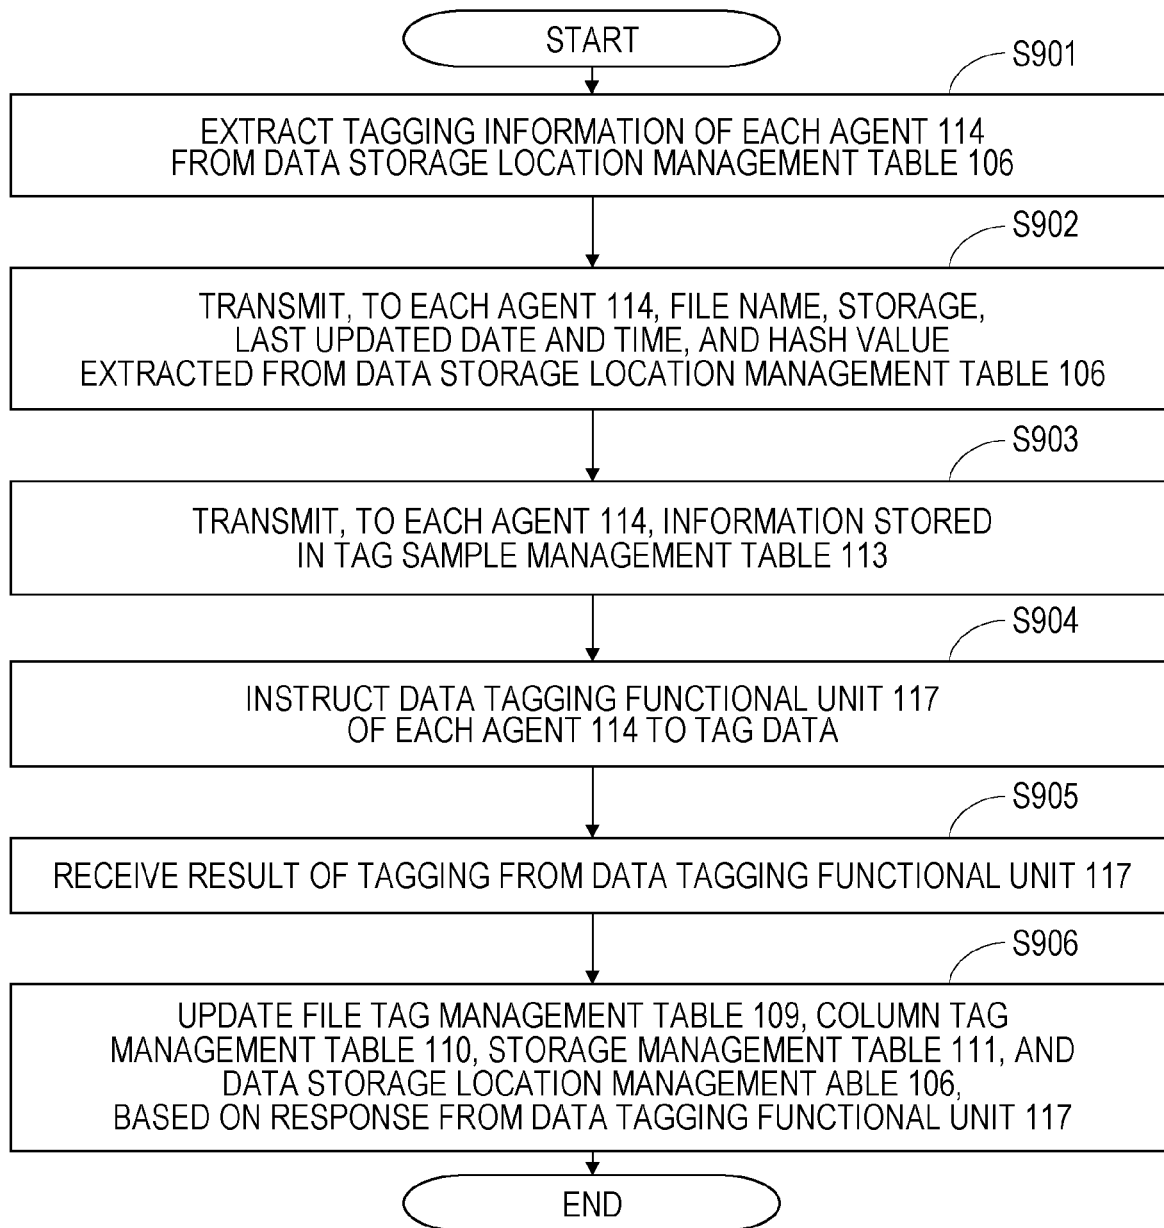 START
S901
EXTRACT TAGGING INFORMATION OF EACH AGENT 114
FROM DATA STORAGE LOCATION MANAGEMENT TABLE 106
S902
TRANSMIT, TO EACH AGENT 114, FILE NAME, STORAGE,
LAST UPDATED DATE AND TIME, AND HASH VALUE
EXTRACTED FROM DATA STORAGE LOCATION MANAGEMENT TABLE 106
S903
TRANSMIT, TO EACH AGENT 114, INFORMATION STORED
IN TAG SAMPLE MANAGEMENT TABLE 113
S904
INSTRUCT DATA TAGGING FUNCTIONAL UNIT 117
OF EACH AGENT 114 TO TAG DATA
S905
RECEIVE RESULT OF TAGGING FROM DATA TAGGING FUNCTIONAL UNIT 117
S906
UPDATE FILE TAG MANAGEMENT TABLE 109, COLUMN TAG
MANAGEMENT TABLE 110, STORAGE MANAGEMENT TABLE 111, AND
DATA STORAGE LOCATION MANAGEMENT ABLE 106,
BASED ON RESPONSE FROM DATA TAGGING FUNCTIONAL UNIT 117
END